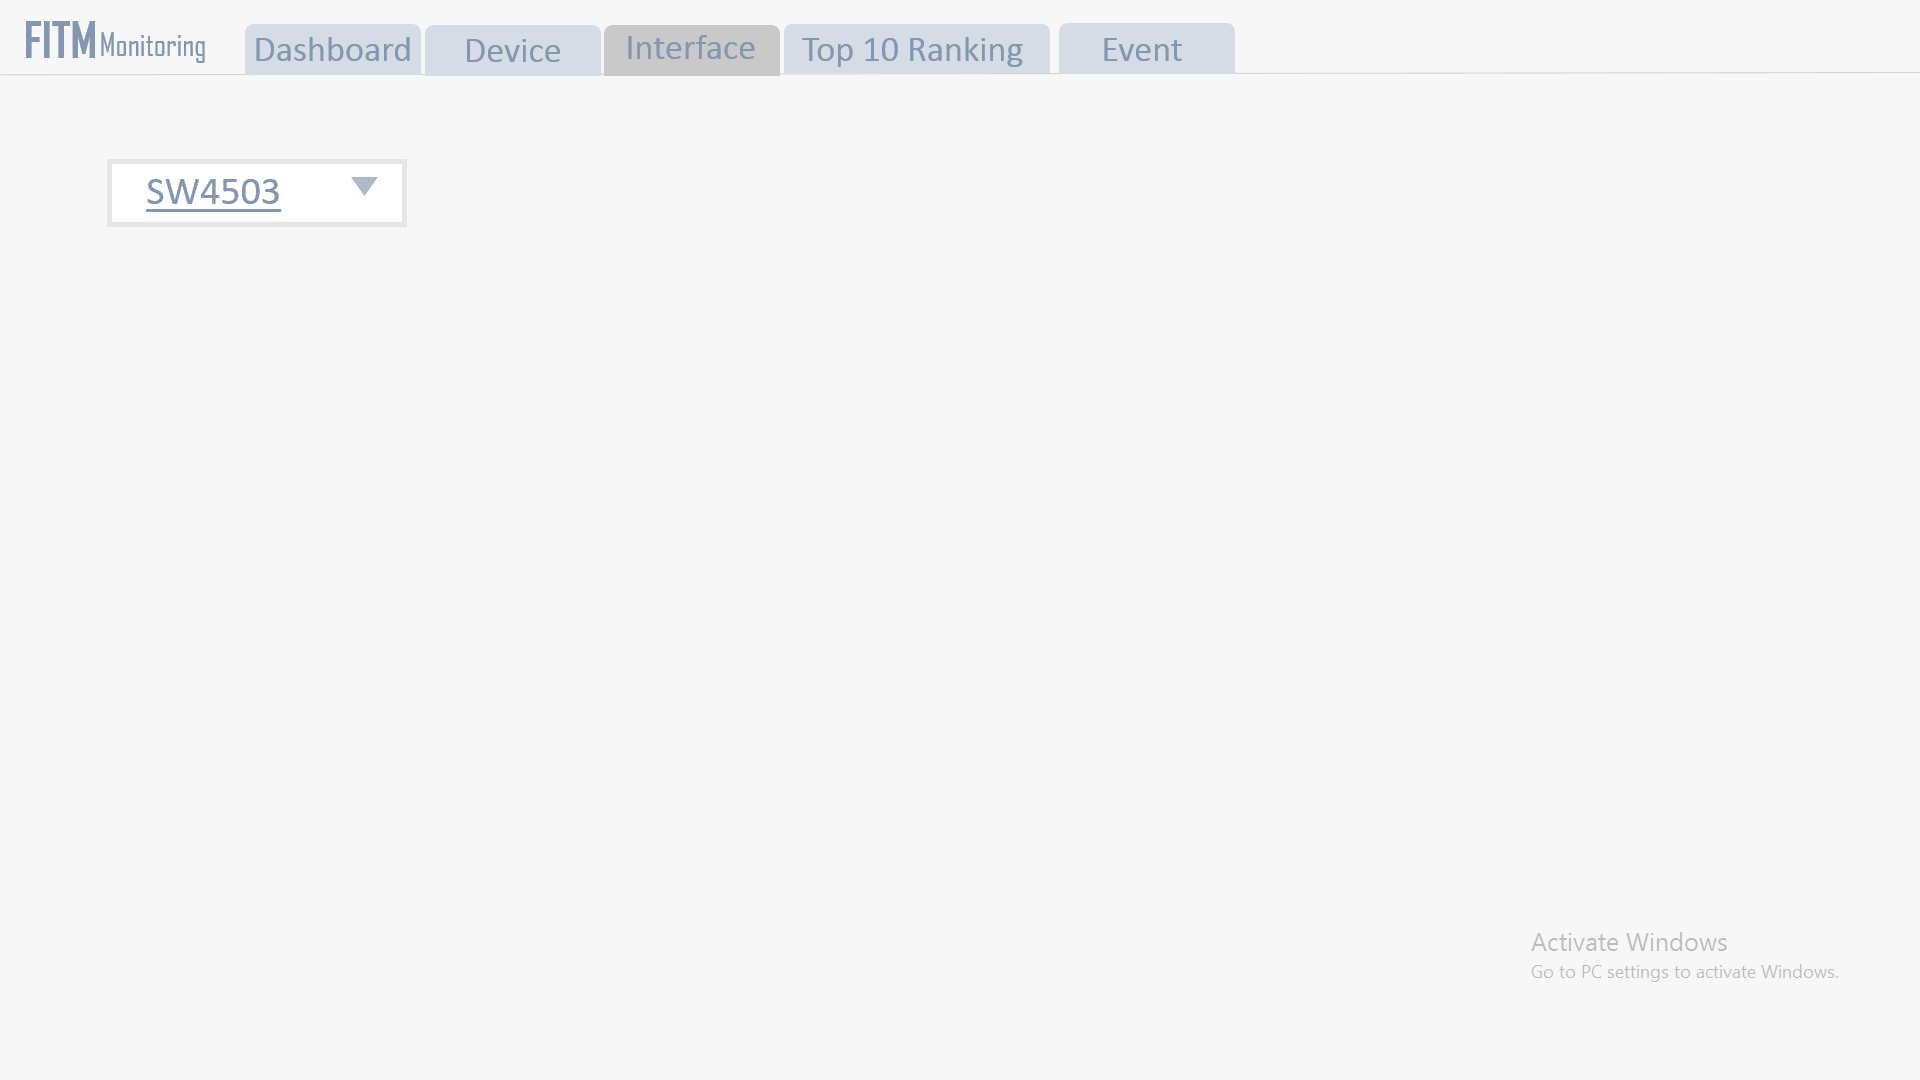 FITM Monitoring
Dashboard
Device
Interface
Top 10 Ranking
Event
SW4503
Activate Windows
Go to PC settings to activate Windows.